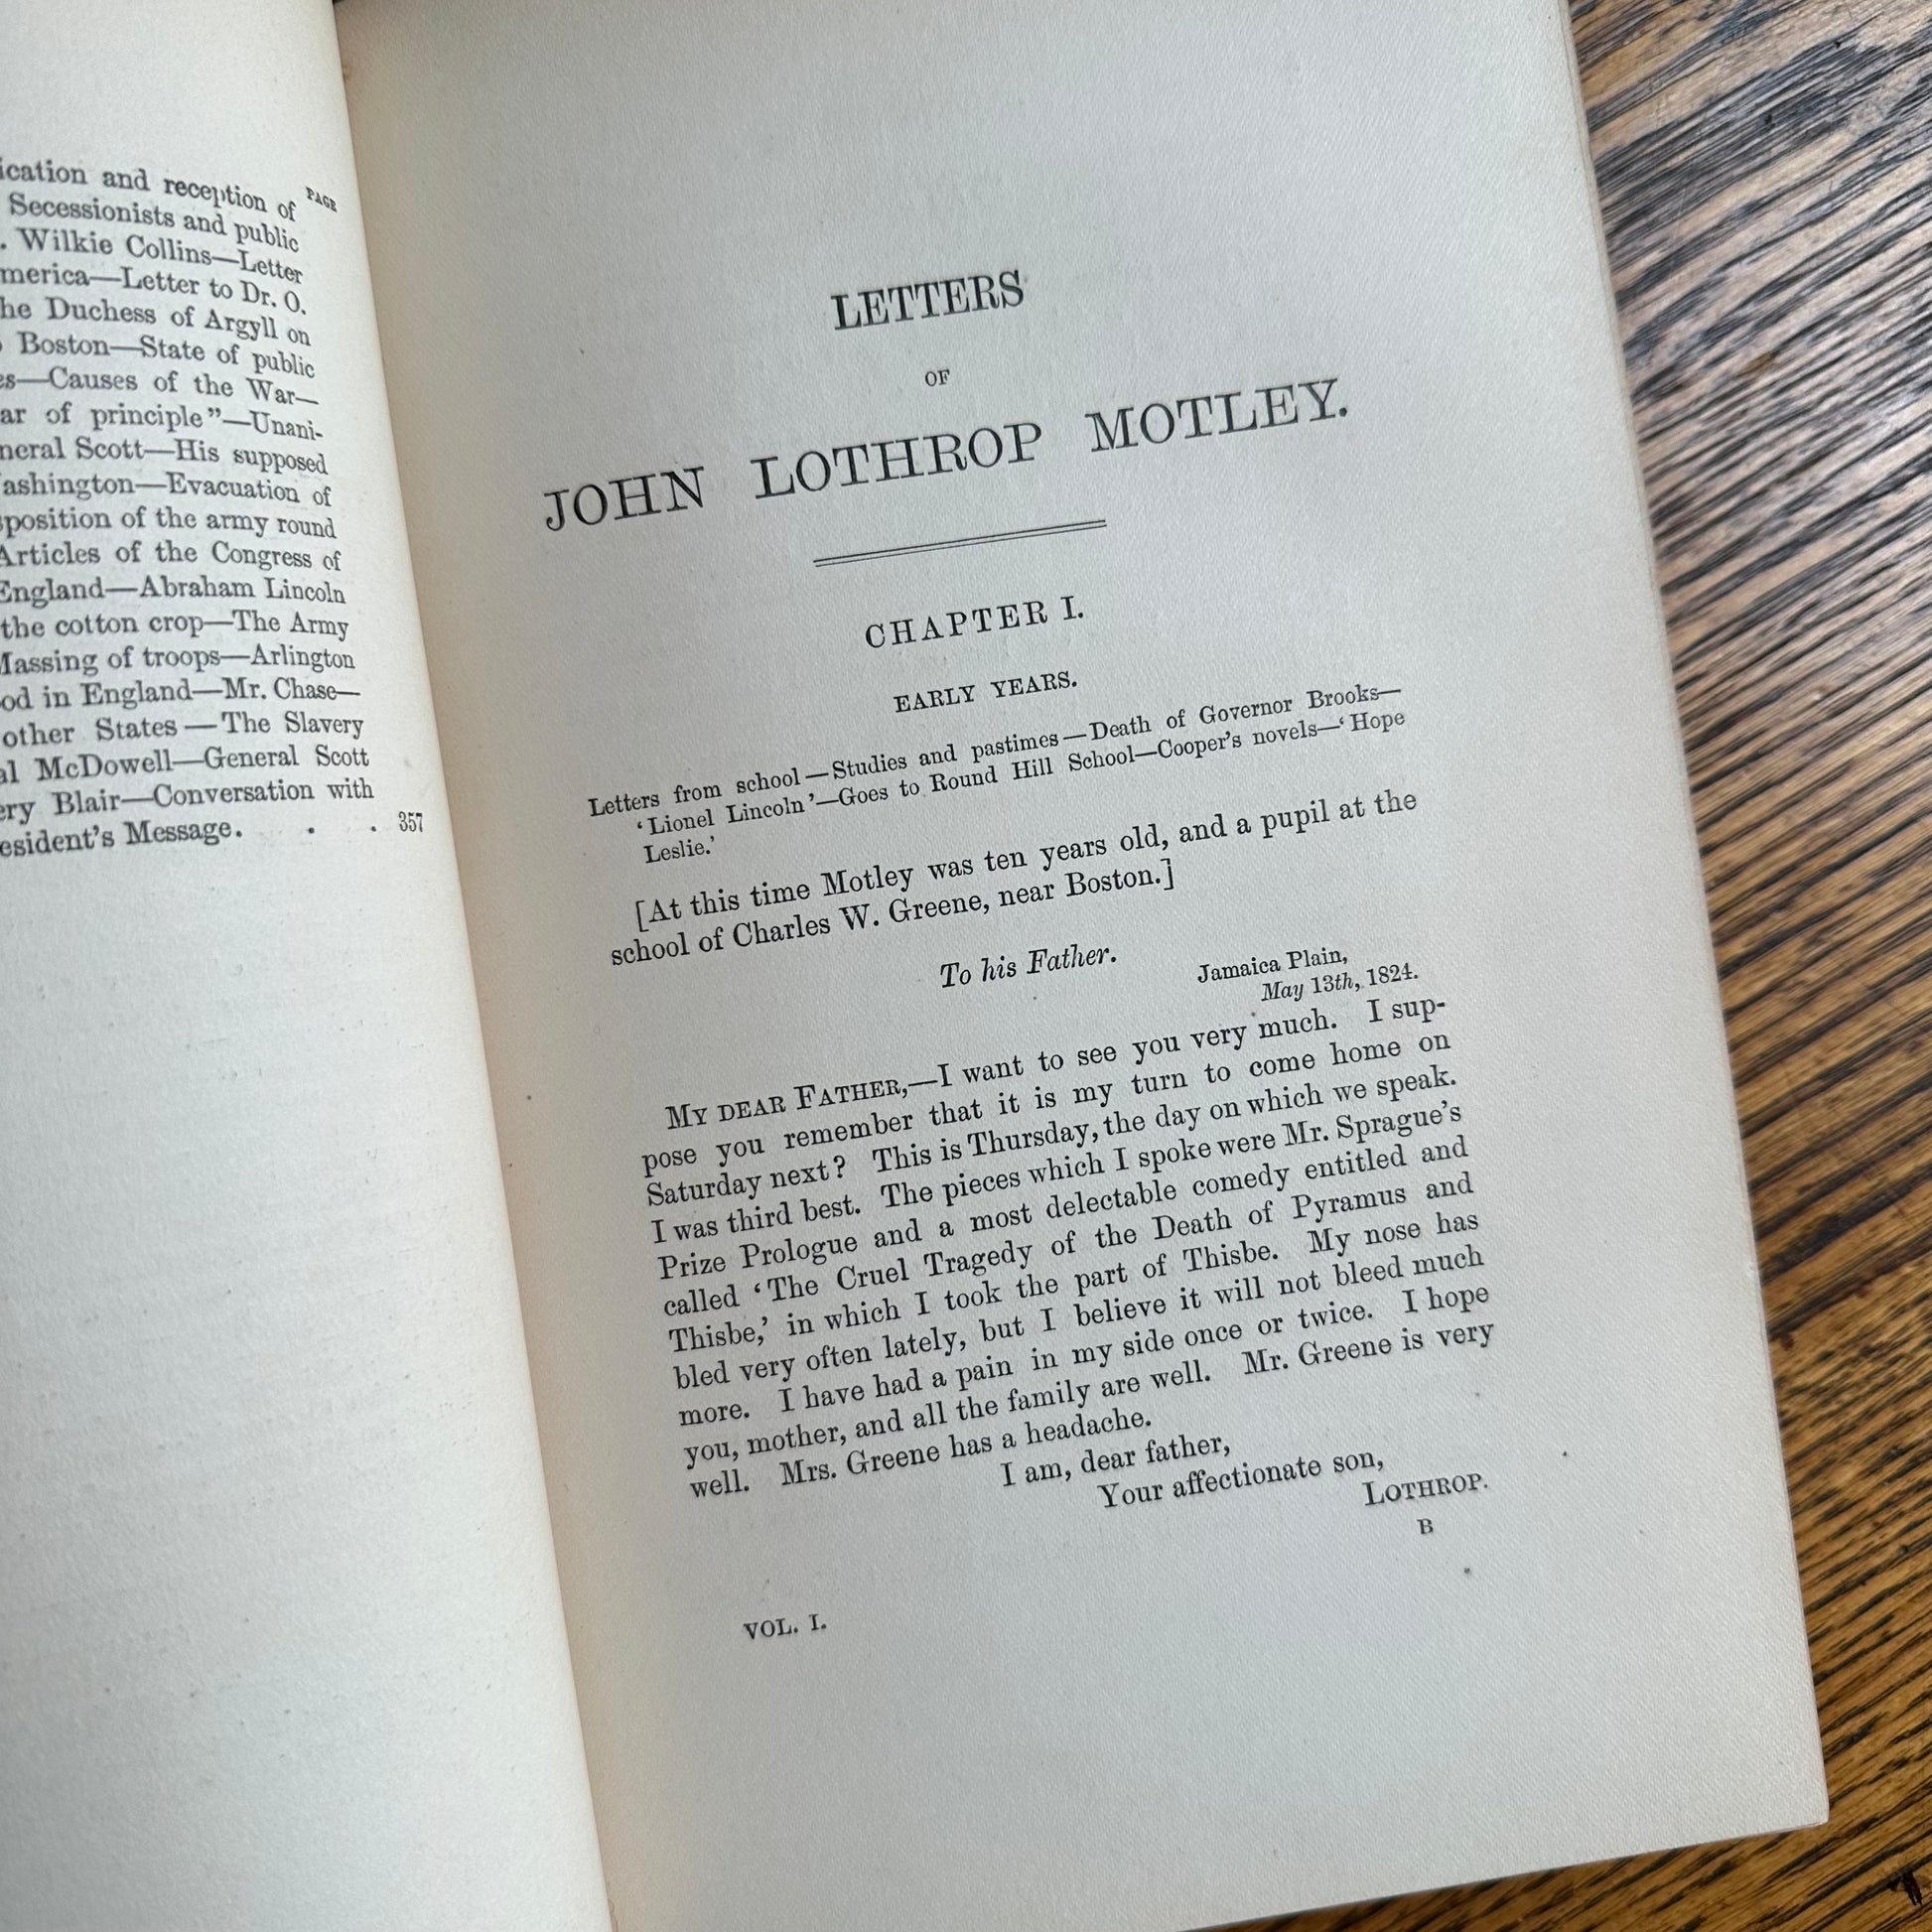 PAGE
and reception of
Secessionists and public
Wilkie Collins—Letter
Letter to Dr. O.
Duchess of Argyll on
Boston—State of public
Causes of the War—
of principle”—Unani-
Scott—His supposed
Evacuation of
of the army round
Articles of the Congress of
England—Abraham Lincoln
the cotton crop—The Army
Massing of troops—Arlington
in England—Mr. Chase—
other States—The Slavery
McDowell—General Scott
Blair—Conversation with
Message. . . 357
LETTERS
OF
JOHN LOTHROP MOTLEY.
CHAPTER I.
EARLY YEARS.
Letters from school—Studies and pastimes—Death of Governor Brooks—
‘Lionel Lincoln’—Goes to Round Hill School—Cooper’s novels—‘Hope
Leslie.’
[At this time Motley was ten years old, and a pupil at the
school of Charles W. Greene, near Boston.]
To his Father.
Jamaica Plain,
May 13th, 1824.
MY DEAR FATHER,—I want to see you very much. I sup-
pose you remember that it is my turn to come home on
Saturday next? This is Thursday, the day on which we speak.
I was third best. The pieces which I spoke were Mr. Sprague’s
Prize Prologue and a most delectable comedy entitled and
called ‘The Cruel Tragedy of the Death of Pyramus and
Thisbe,’ in which I took the part of Thisbe. My nose has
bled very often lately, but I believe it will not bleed much
more. I have had a pain in my side once or twice. I hope
you, mother, and all the family are well. Mr. Greene is very
well. Mrs. Greene has a headache.
I am, dear father,
Your affectionate son,
LOTHROP.
B
VOL. I.